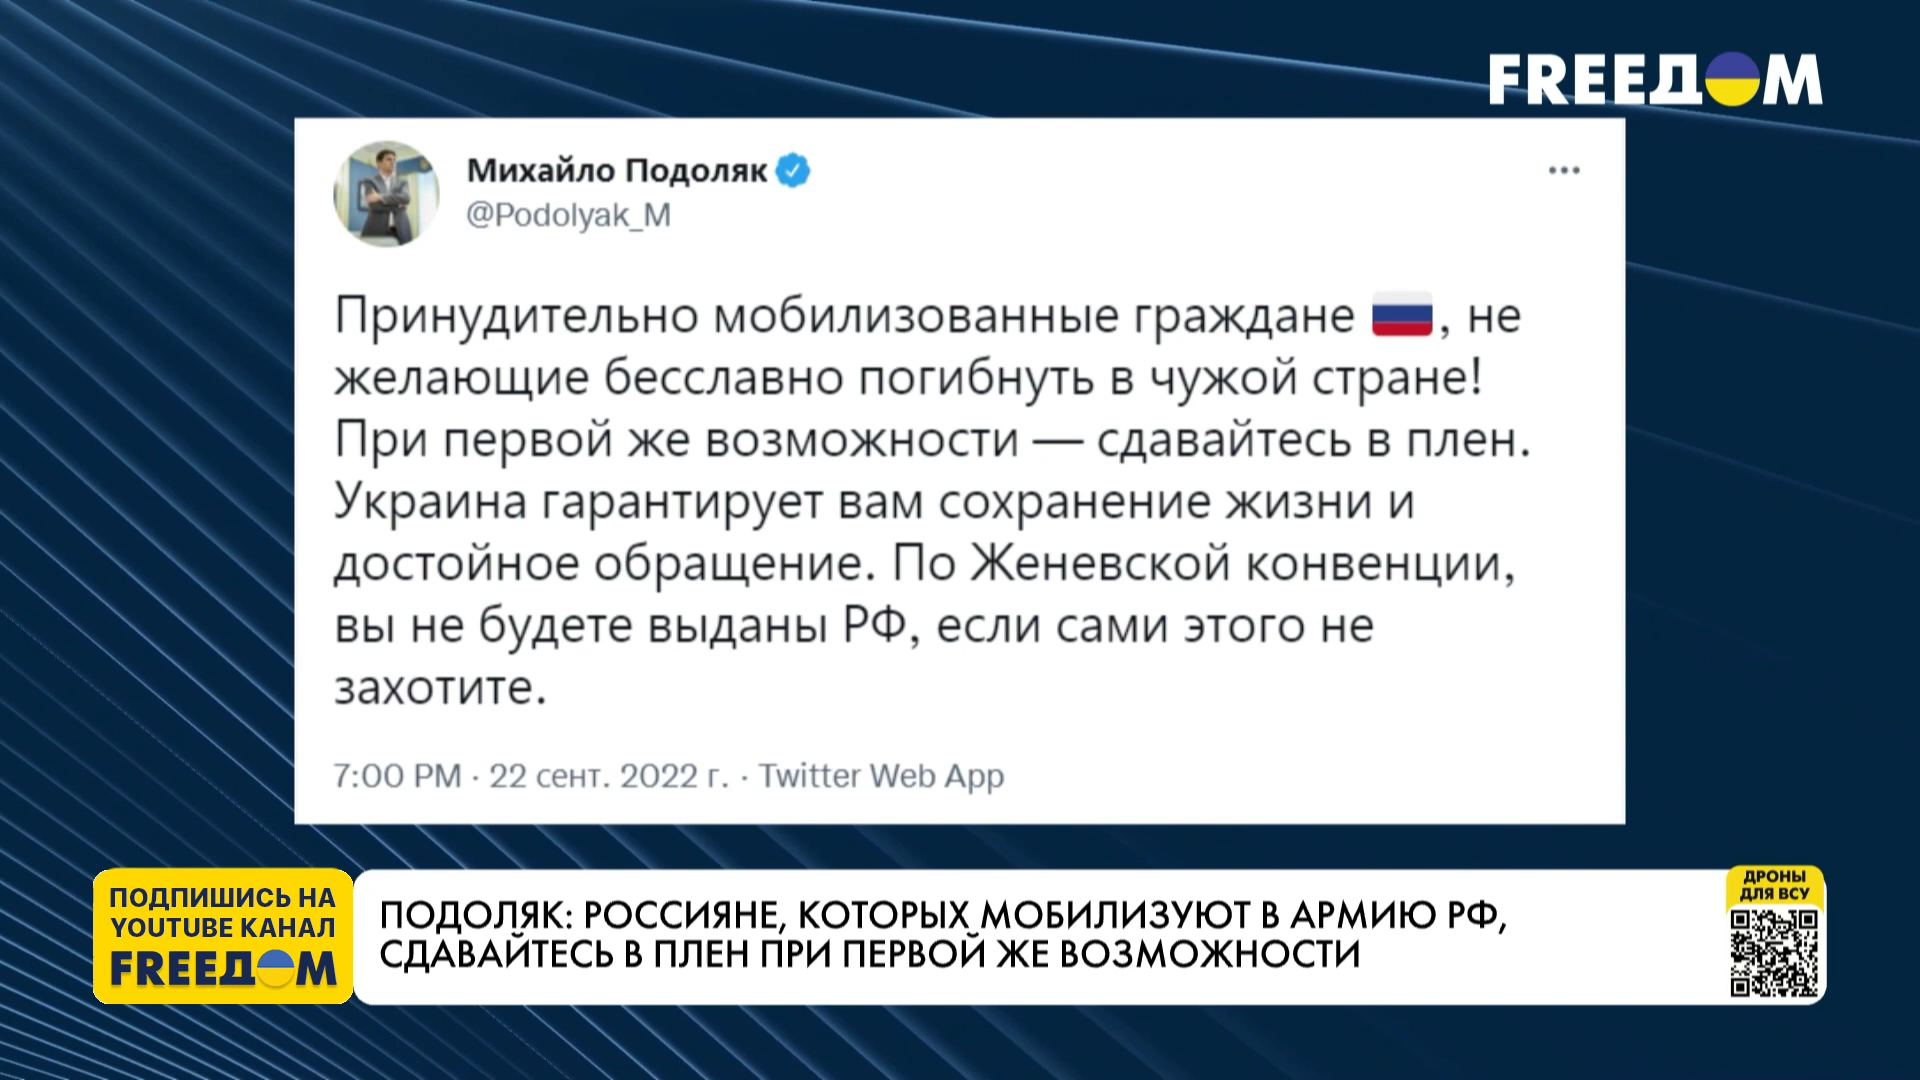 FREEДOM
Михайло Подоляк
@Podolyak_M
Принудительно мобилизованные граждане 🇷🇺, не
желающие бесславно погибнуть в чужой стране!
При первой же возможности — сдавайтесь в плен.
Украина гарантирует вам сохранение жизни и
достойное обращение. По Женевской конвенции,
вы не будете выданы РФ, если сами этого не
захотите.
7:00 PM · 22 сент. 2022 г. · Twitter Web App
ПОДПИШИСЬ НА
YOUTUBE КАНАЛ
FREEДOM
ПОДОЛЯК: РОССИЯНЕ, КОТОРЫХ МОБИЛИЗУЮТ В АРМИЮ РФ,
СДАВАЙТЕСЬ В ПЛЕН ПРИ ПЕРВОЙ ЖЕ ВОЗМОЖНОСТИ
ДРОНЫ
ДЛЯ ВСУ